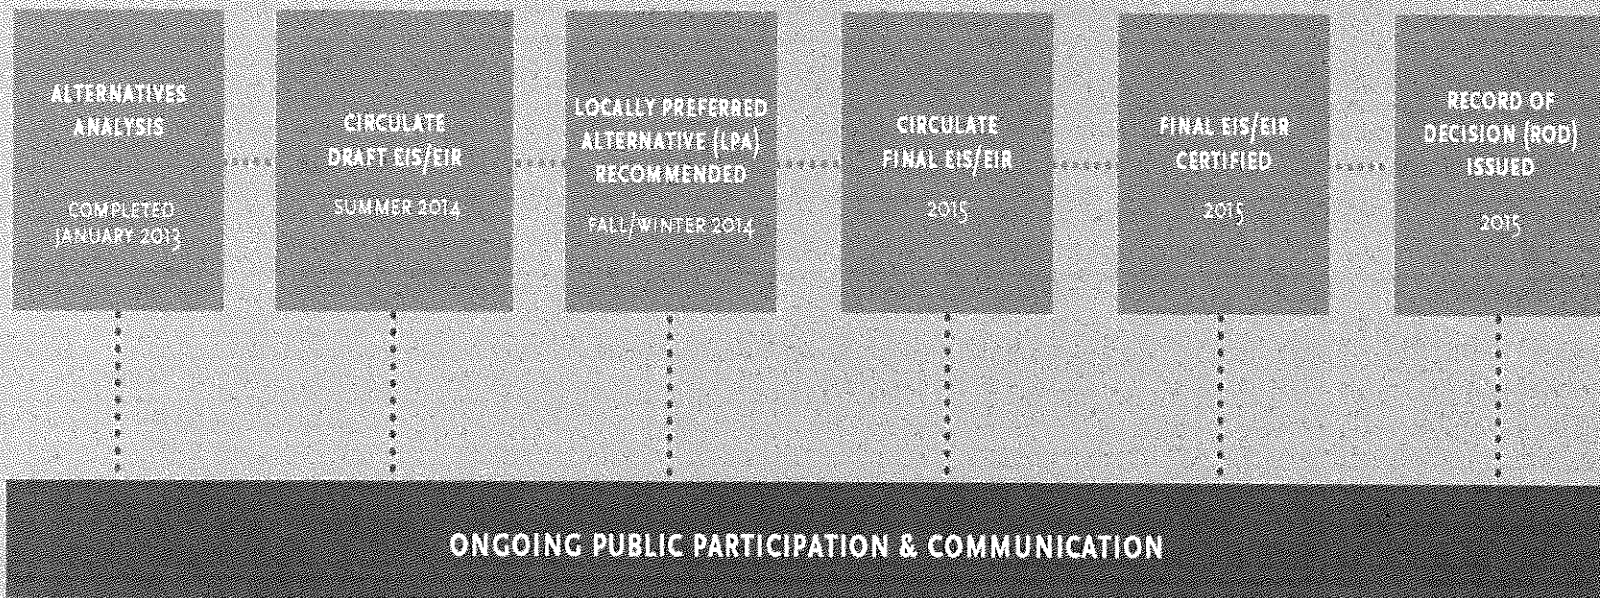 ALTERNATIVES
ANALYSIS
COMPLETED
JANUARY 2013
CIRCULATE
DRAFT EIS/EIR
SUMMER 2014
LOCALLY PREFERRED
ALTERNATIVE (LPA)
RECOMMENDED
FALL/WINTER 2014
CIRCULATE
FINAL EIS/EIR
2015
FINAL EIS/EIR
CERTIFIED
2015
RECORD OF
DECISION (ROD)
ISSUED
2015
ONGOING PUBLIC PARTICIPATION & COMMUNICATION